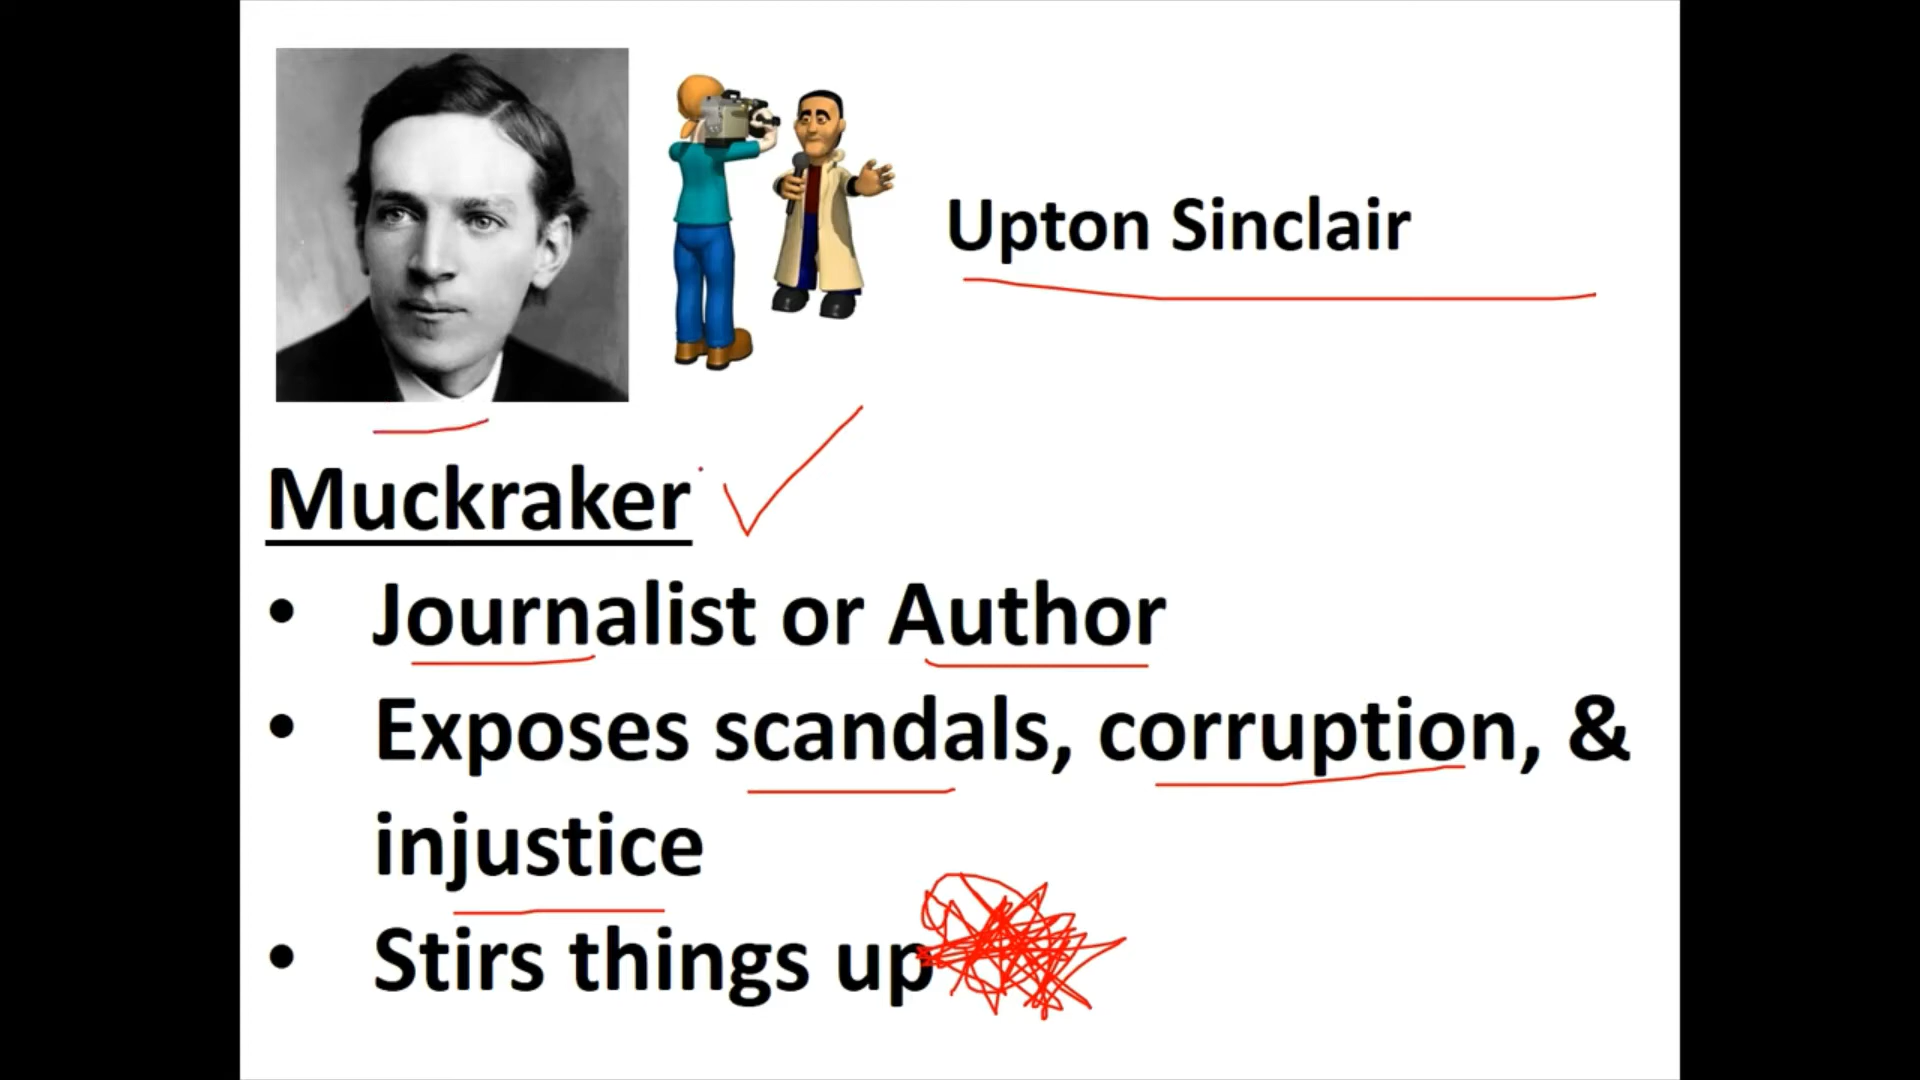 Upton Sinclair
Muckraker
• Journalist or Author
• Exposes scandals, corruption, &
injustice
• Stirs things up